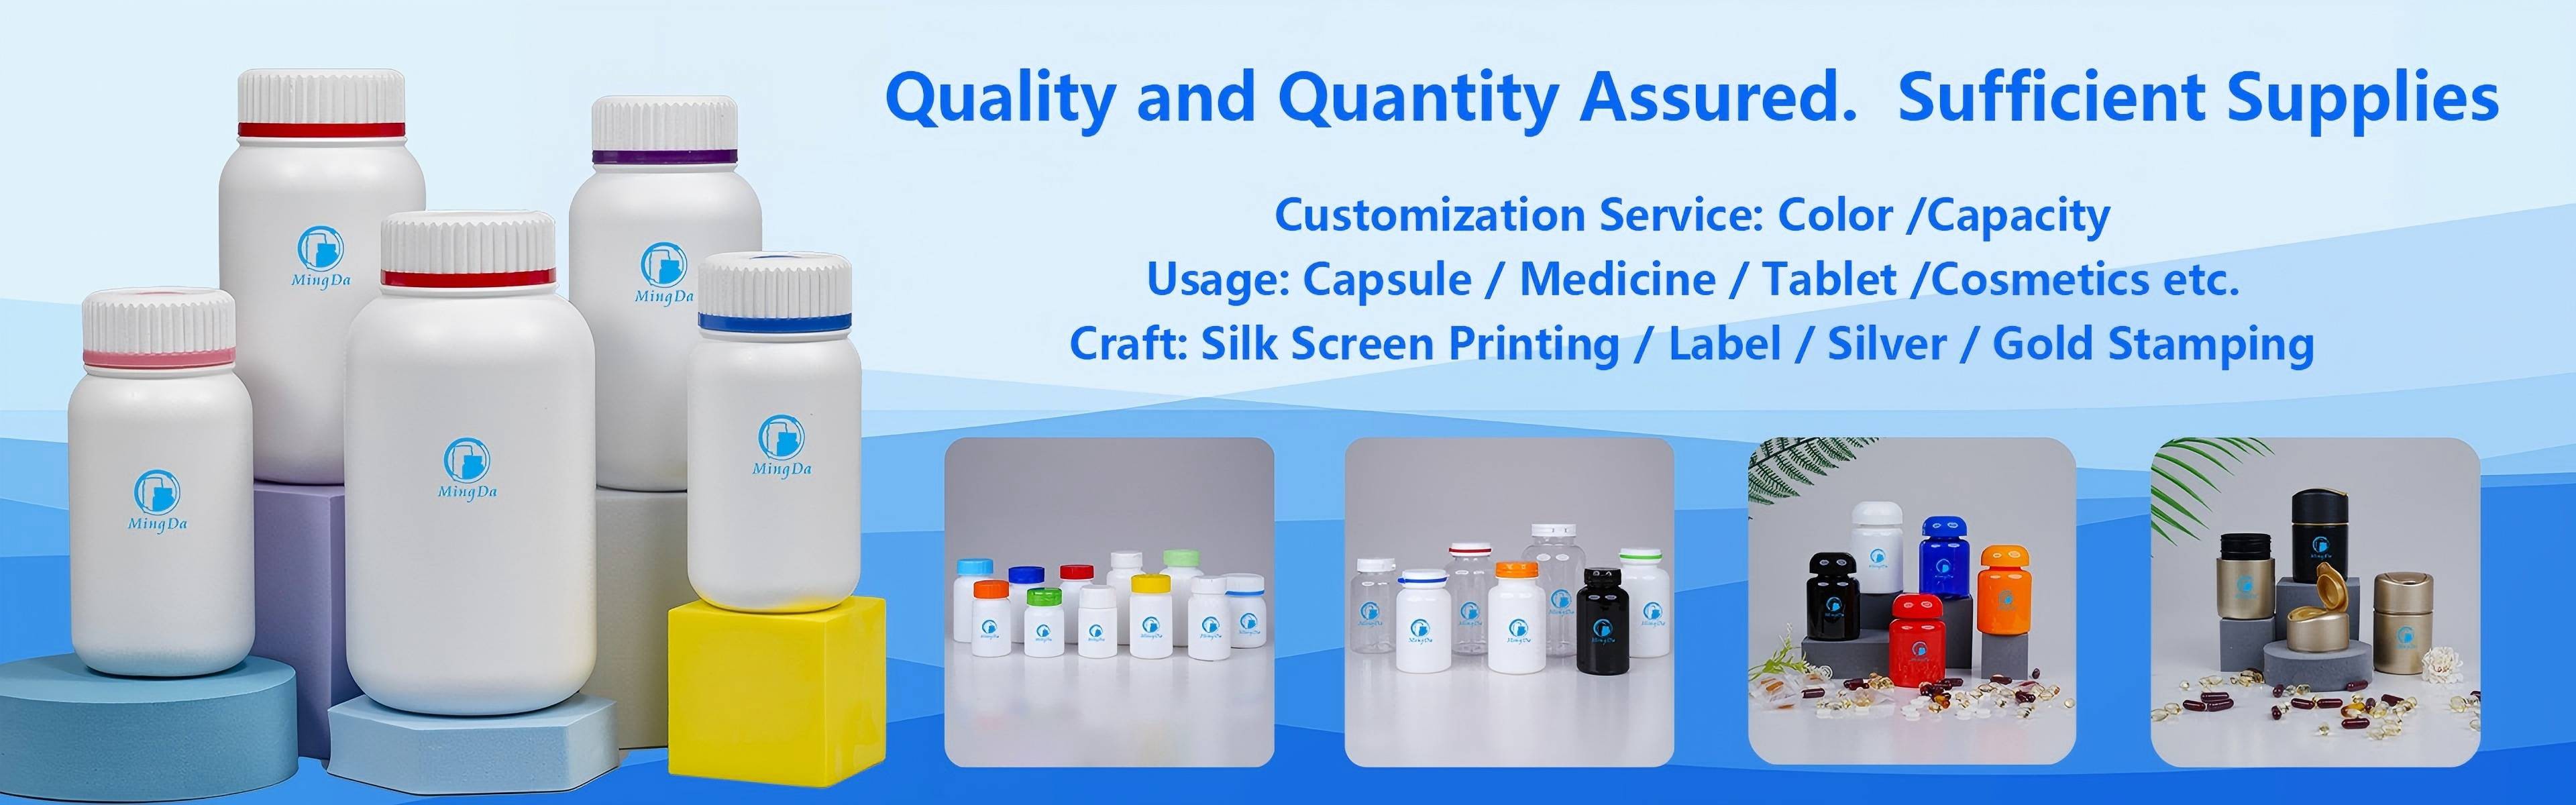 Quality and Quantity Assured.  Sufficient Supplies
Customization Service: Color /Capacity
Usage: Capsule / Medicine / Tablet /Cosmetics etc.
Craft: Silk Screen Printing / Label / Silver / Gold Stamping
MingDa
MingDa
MingDa
MingDa
MingDa